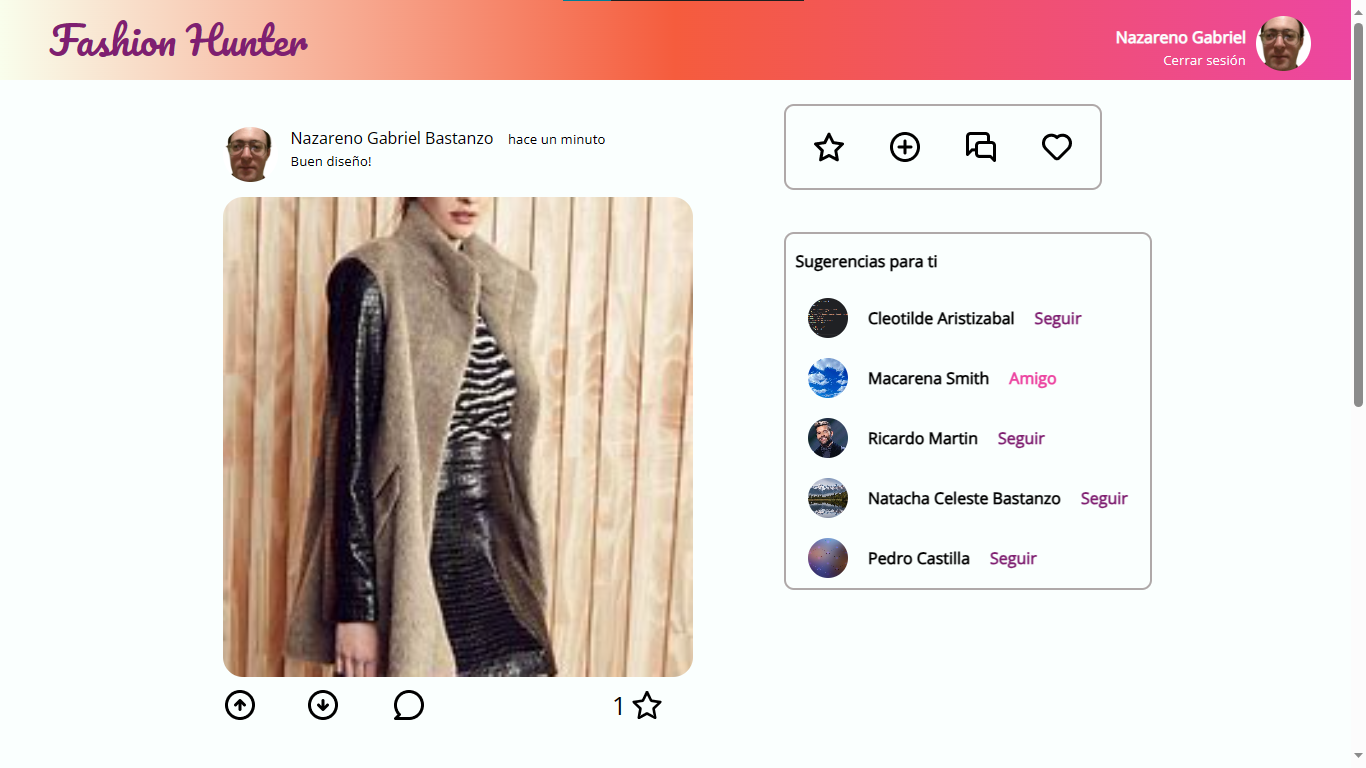 Fashion Hunter
Nazareno Gabriel
Cerrar sesión
Nazareno Gabriel Bastanzo hace un minuto
Buen diseño!
1
Sugerencias para ti
Cleotilde Aristizabal Seguir
Macarena Smith Amigo
Ricardo Martin Seguir
Natacha Celeste Bastanzo Seguir
Pedro Castilla Seguir